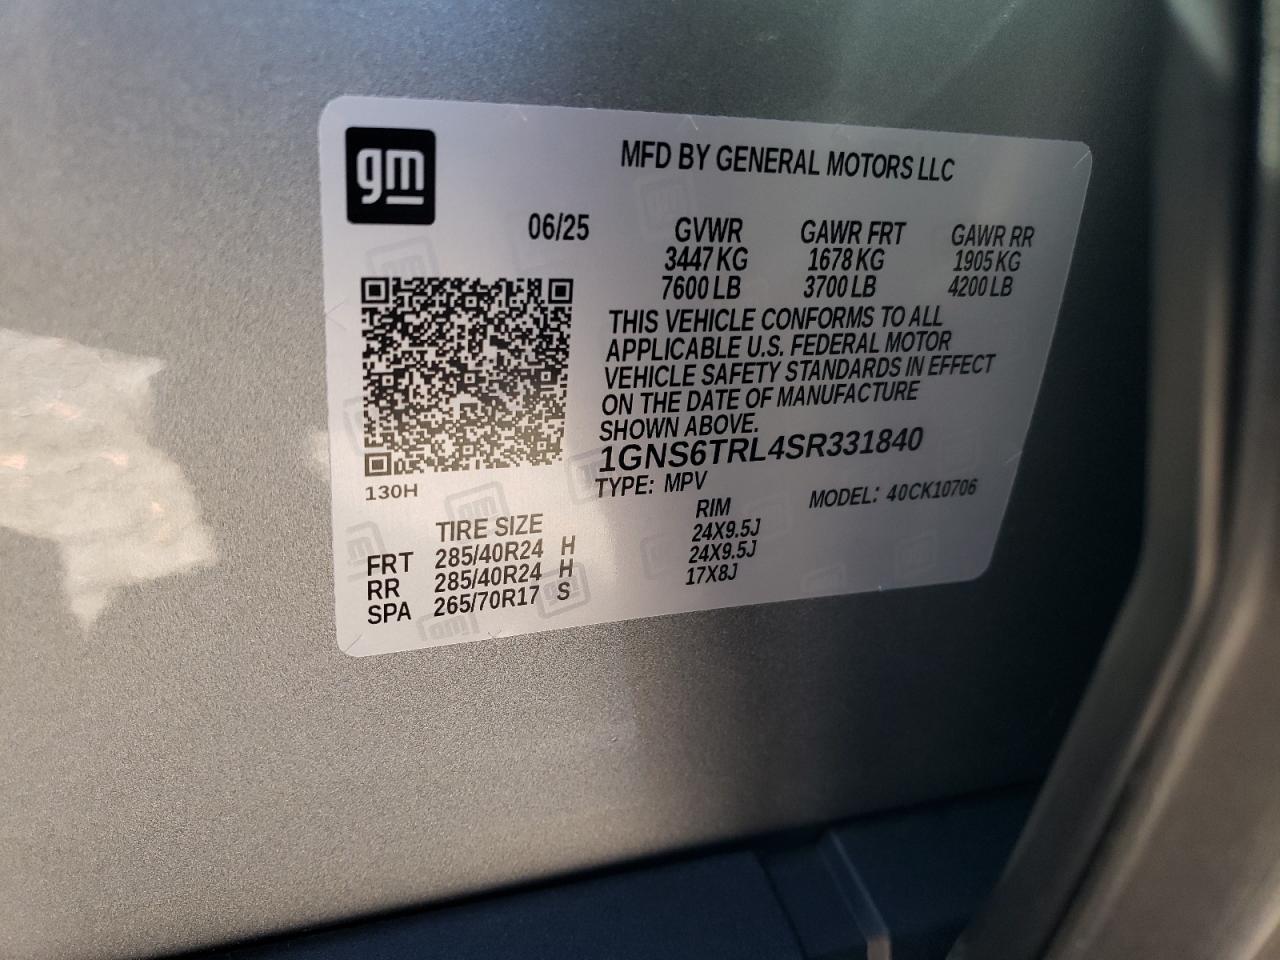 gm
MFD BY GENERAL MOTORS LLC
06/25 GVWR GAWR FRT GAWR RR
3447 KG 1678 KG 1905 KG
7600 LB 3700 LB 4200 LB
THIS VEHICLE CONFORMS TO ALL
APPLICABLE U.S. FEDERAL MOTOR
VEHICLE SAFETY STANDARDS IN EFFECT
ON THE DATE OF MANUFACTURE
SHOWN ABOVE.
1GNS6TRL4SR331840
TYPE: MPV MODEL: 40CK10706
130H
TIRE SIZE RIM
FRT 285/40R24 H 24X9.5J
RR 285/40R24 H 24X9.5J
SPA 265/70R17 S 17X8J